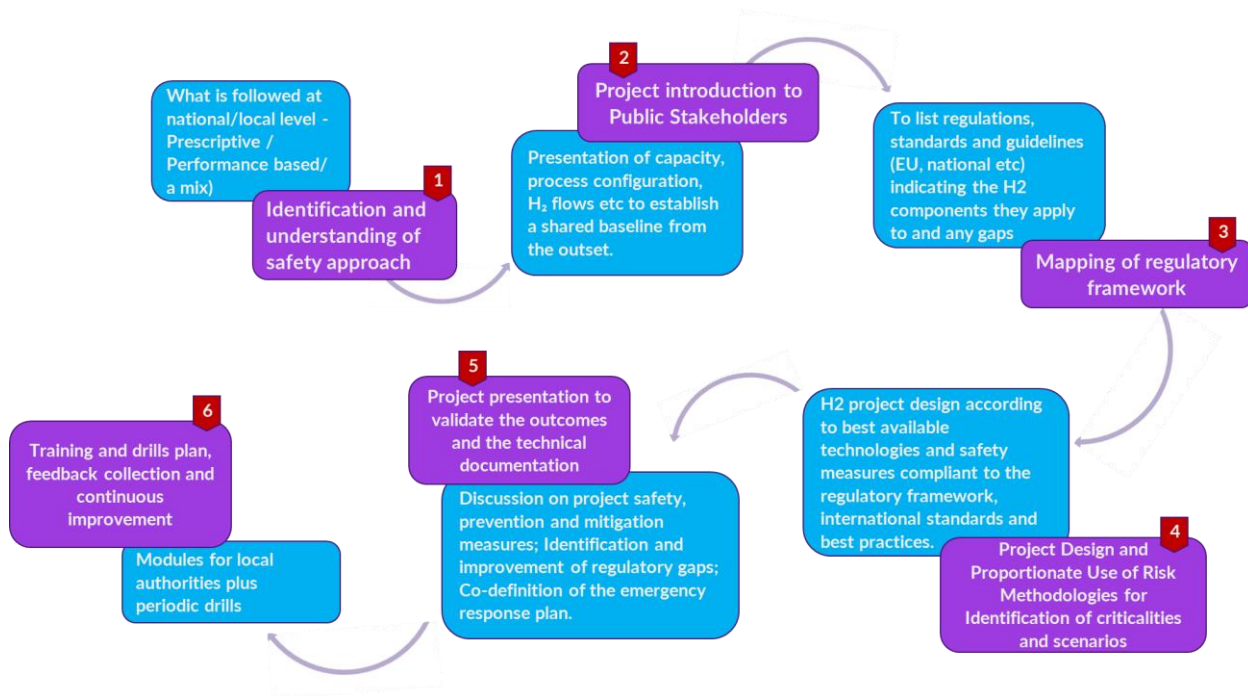 What is followed at
national/local level -
Prescriptive /
Performance based/
a mix)
1
Identification and
understanding of
safety approach
2
Project introduction to
Public Stakeholders
Presentation of capacity,
process configuration,
H₂ flows etc to establish
a shared baseline from
the outset.
To list regulations,
standards and guidelines
(EU, national etc)
indicating the H2
components they apply
to and any gaps
3
Mapping of regulatory
framework
H2 project design according
to best available
technologies and safety
measures compliant to the
regulatory framework,
international standards and
best practices.
4
Project Design and
Proportionate Use of Risk
Methodologies for
Identification of criticalities
and scenarios
5
Project presentation to
validate the outcomes
and the technical
documentation
Discussion on project safety,
prevention and mitigation
measures; Identification and
improvement of regulatory gaps;
Co-definition of the emergency
response plan.
6
Training and drills plan,
feedback collection and
continuous
improvement
Modules for local
authorities plus
periodic drills